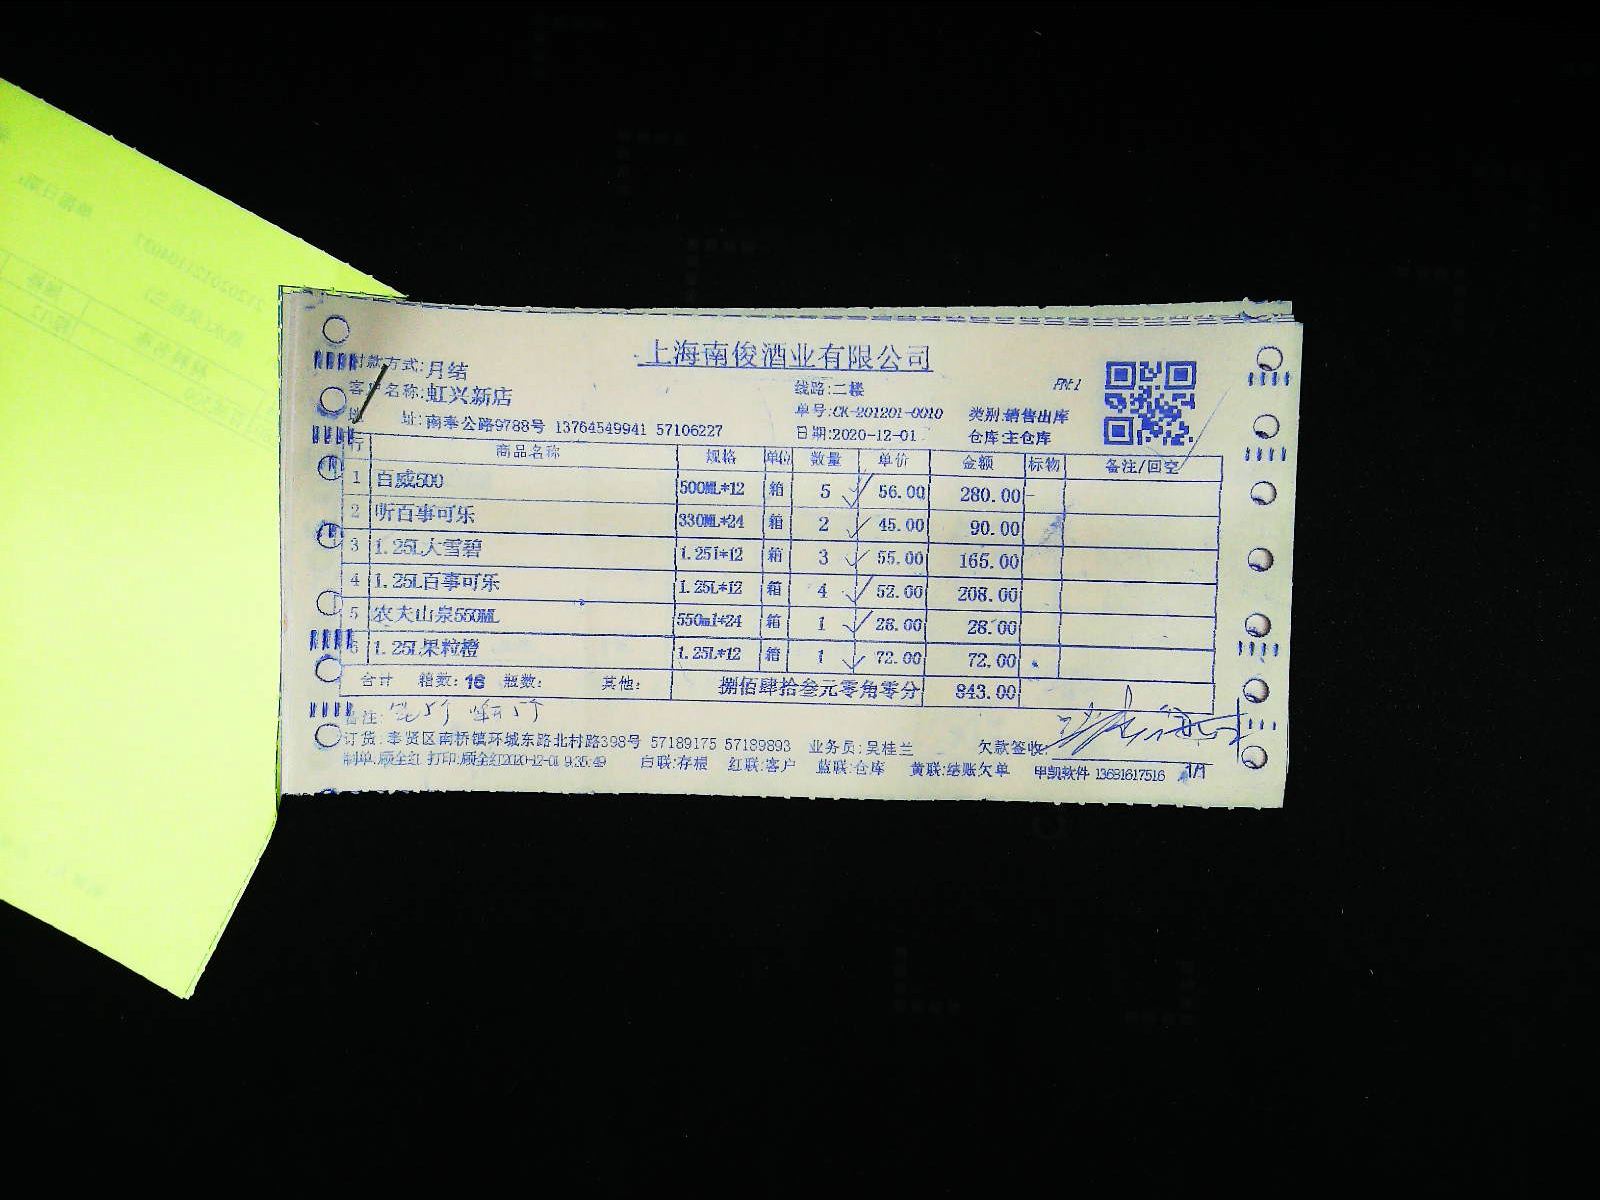 上海南俊酒业有限公司
付款方式:月结
线路:二楼
客户名称:虹兴新店
单号:CK-201201-0010 类别:销售出库
地 址:南奉公路9788号 13764549941 57106227
日期:2020-12-01 仓库:主仓库
行 商品名称 规格 单位 数量 单价 金额 标物 备注/回空
1 百威500 500ML*12 箱 5 56.00 280.00
2 听百事可乐 330ML*24 箱 2 45.00 90.00
3 1.25L大雪碧 1.25l*12 箱 3 55.00 165.00
4 1.25L百事可乐 1.25L*12 箱 4 52.00 208.00
5 农夫山泉550ML 550ml*24 箱 1 28.00 28.00
6 1.25L果粒橙 1.25L*12 箱 1 72.00 72.00
合计 箱数:16 瓶数: 其他: 捌佰肆拾叁元零角零分 843.00
备注:
订货:奉贤区南桥镇环城东路北村路398号 57189175 57189893 业务员:吴桂兰 欠款签收:
制单:顾全红 打印:顾全红2020-12-01 9:35:49 白联:存根 红联:客户 蓝联:仓库 黄联:结账欠单 甲凯软件 13681617516 1/1